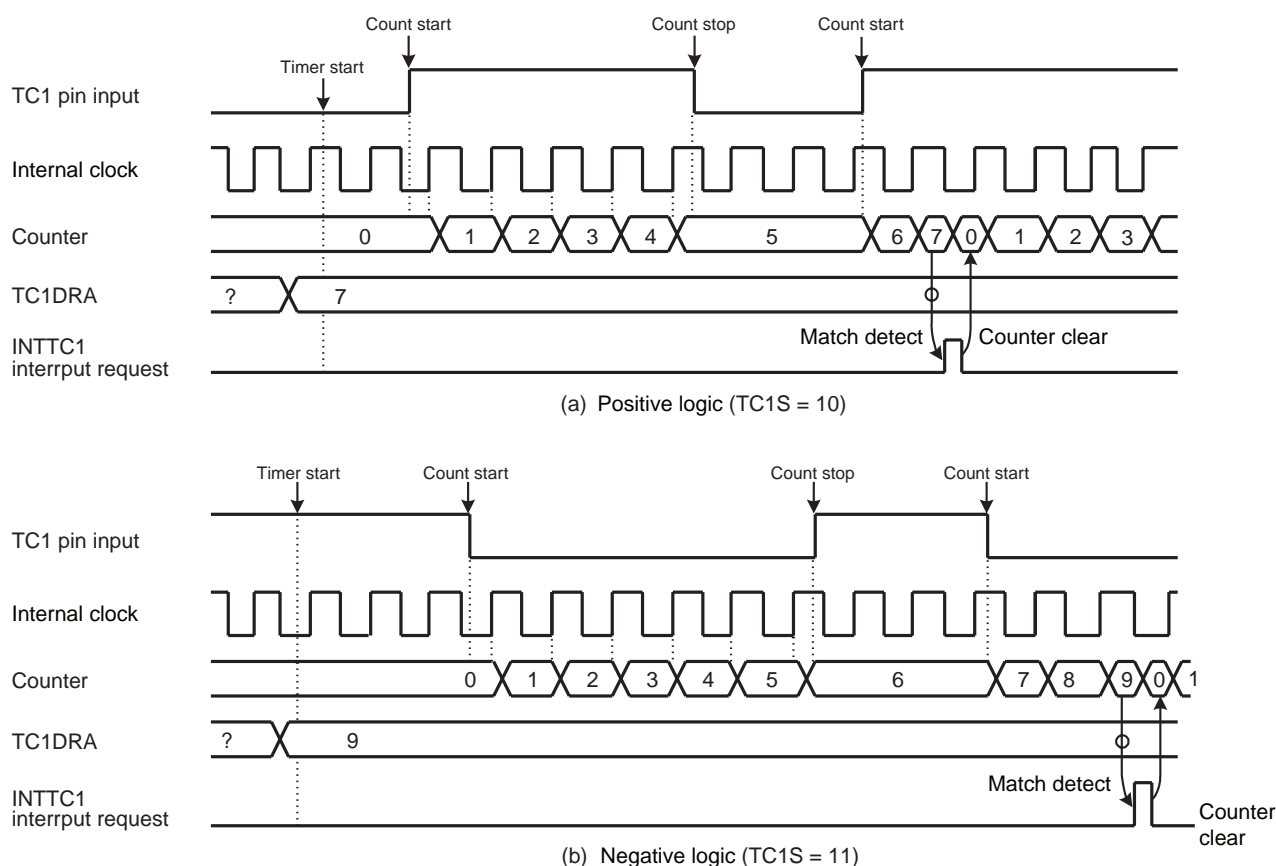 Count start
Count stop
Count start
Timer start
TC1 pin input
Internal clock
Counter
0
1
2
3
4
5
6
7
0
1
2
3
TC1DRA
?
7
INTTC1
interrput request
Match detect
Counter clear
(a) Positive logic (TC1S = 10)
Timer start
Count start
Count stop
Count start
TC1 pin input
Internal clock
Counter
0
1
2
3
4
5
6
7
8
9
0
1
TC1DRA
?
9
INTTC1
interrput request
Match detect
Counter
clear
(b) Negative logic (TC1S = 11)